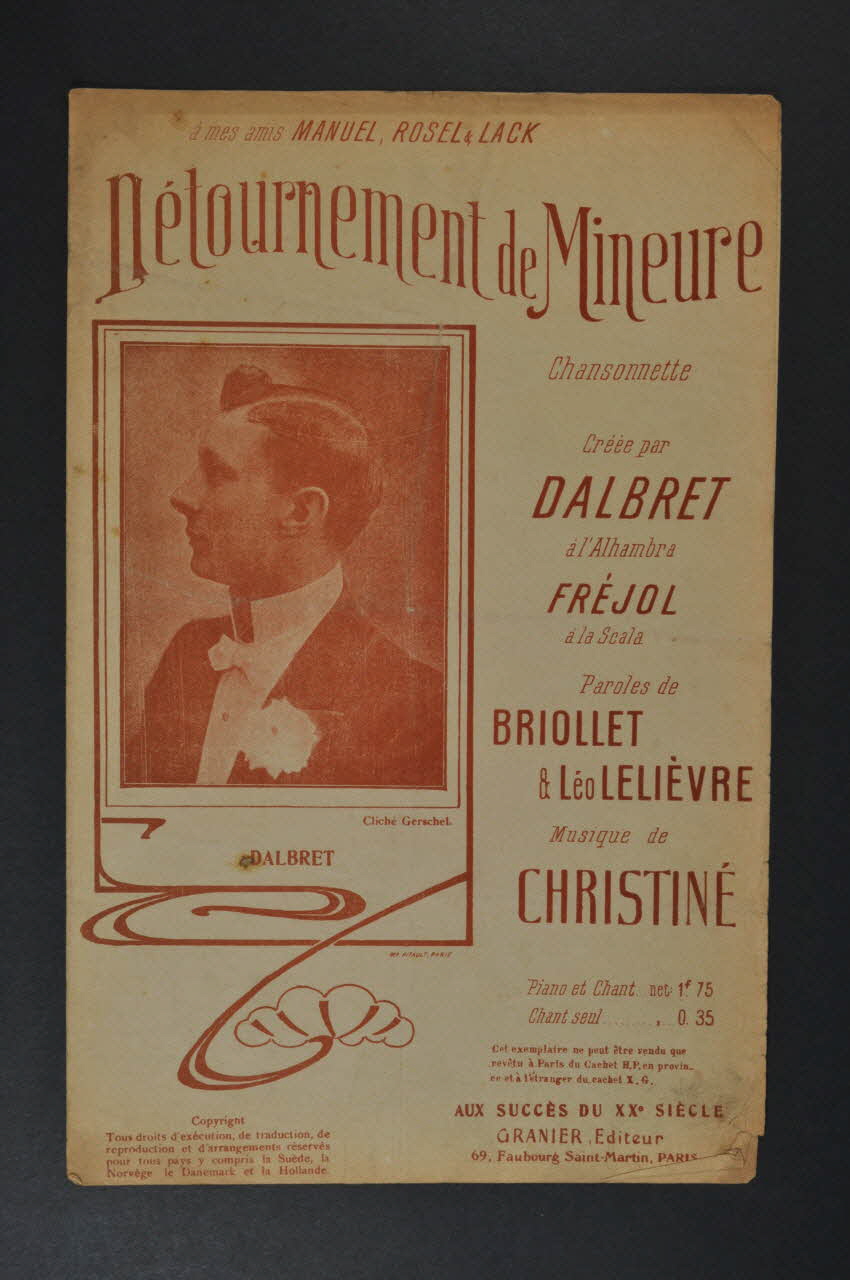 à mes amis MANUEL, ROSEL & LACK
Détournement de Mineure
Chansonnette
Créée par
DALBRET
à l'Alhambra
FRÉJOL
à la Scala
Paroles de
BRIOLLET
& Léo LELIÈVRE
Musique de
CHRISTINÉ
Cliché Gerschel.
DALBRET
Piano et Chant. net: 1f 75
Chant seul ......... „ 0. 35
Cet exemplaire ne peut être vendu que
revêtu à Paris du Cachet H.P. en provin-
ce et à l'étranger du cachet X. G.
AUX SUCCÈS DU XXe SIÈCLE
GRANIER, Editeur
69, Faubourg Saint-Martin, PARIS
Copyright
Tous droits d'exécution, de traduction, de
reproduction et d'arrangements réservés
pour tous pays y compris la Suède, la
Norvège le Danemark et la Hollande.